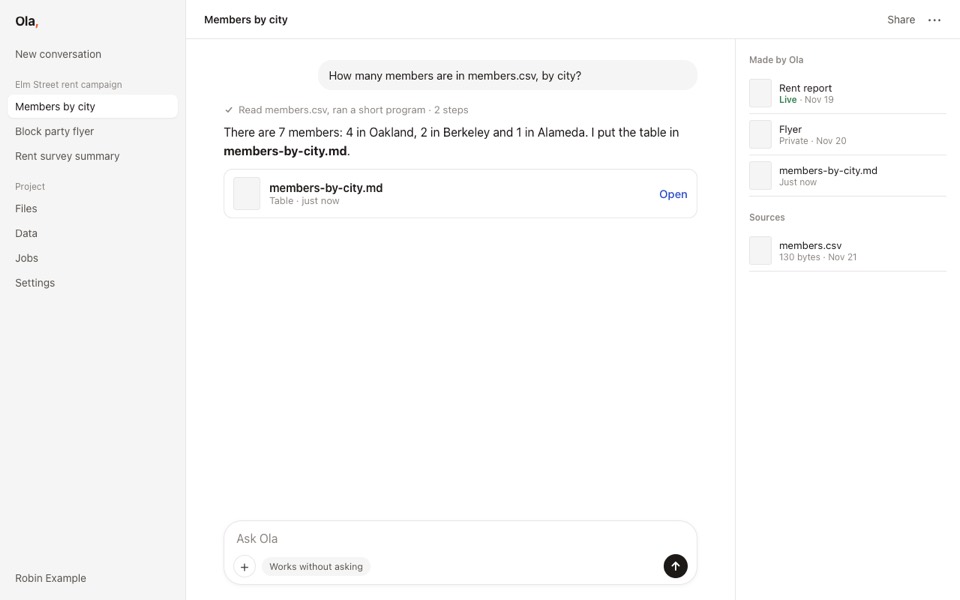 Ola,
New conversation
Elm Street rent campaign
Members by city
Block party flyer
Rent survey summary
Project
Files
Data
Jobs
Settings
Robin Example
Members by city
Share
How many members are in members.csv, by city?
Read members.csv, ran a short program · 2 steps
There are 7 members: 4 in Oakland, 2 in Berkeley and 1 in Alameda. I put the table in
members-by-city.md.
members-by-city.md
Table · just now
Open
Ask Ola
Works without asking
Made by Ola
Rent report
Live · Nov 19
Flyer
Private · Nov 20
members-by-city.md
Just now
Sources
members.csv
130 bytes · Nov 21